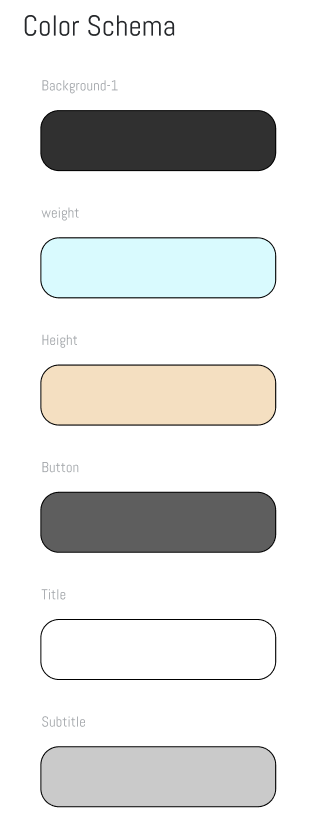 Color Schema
Background-1
weight
Height
Button
Title
Subtitle